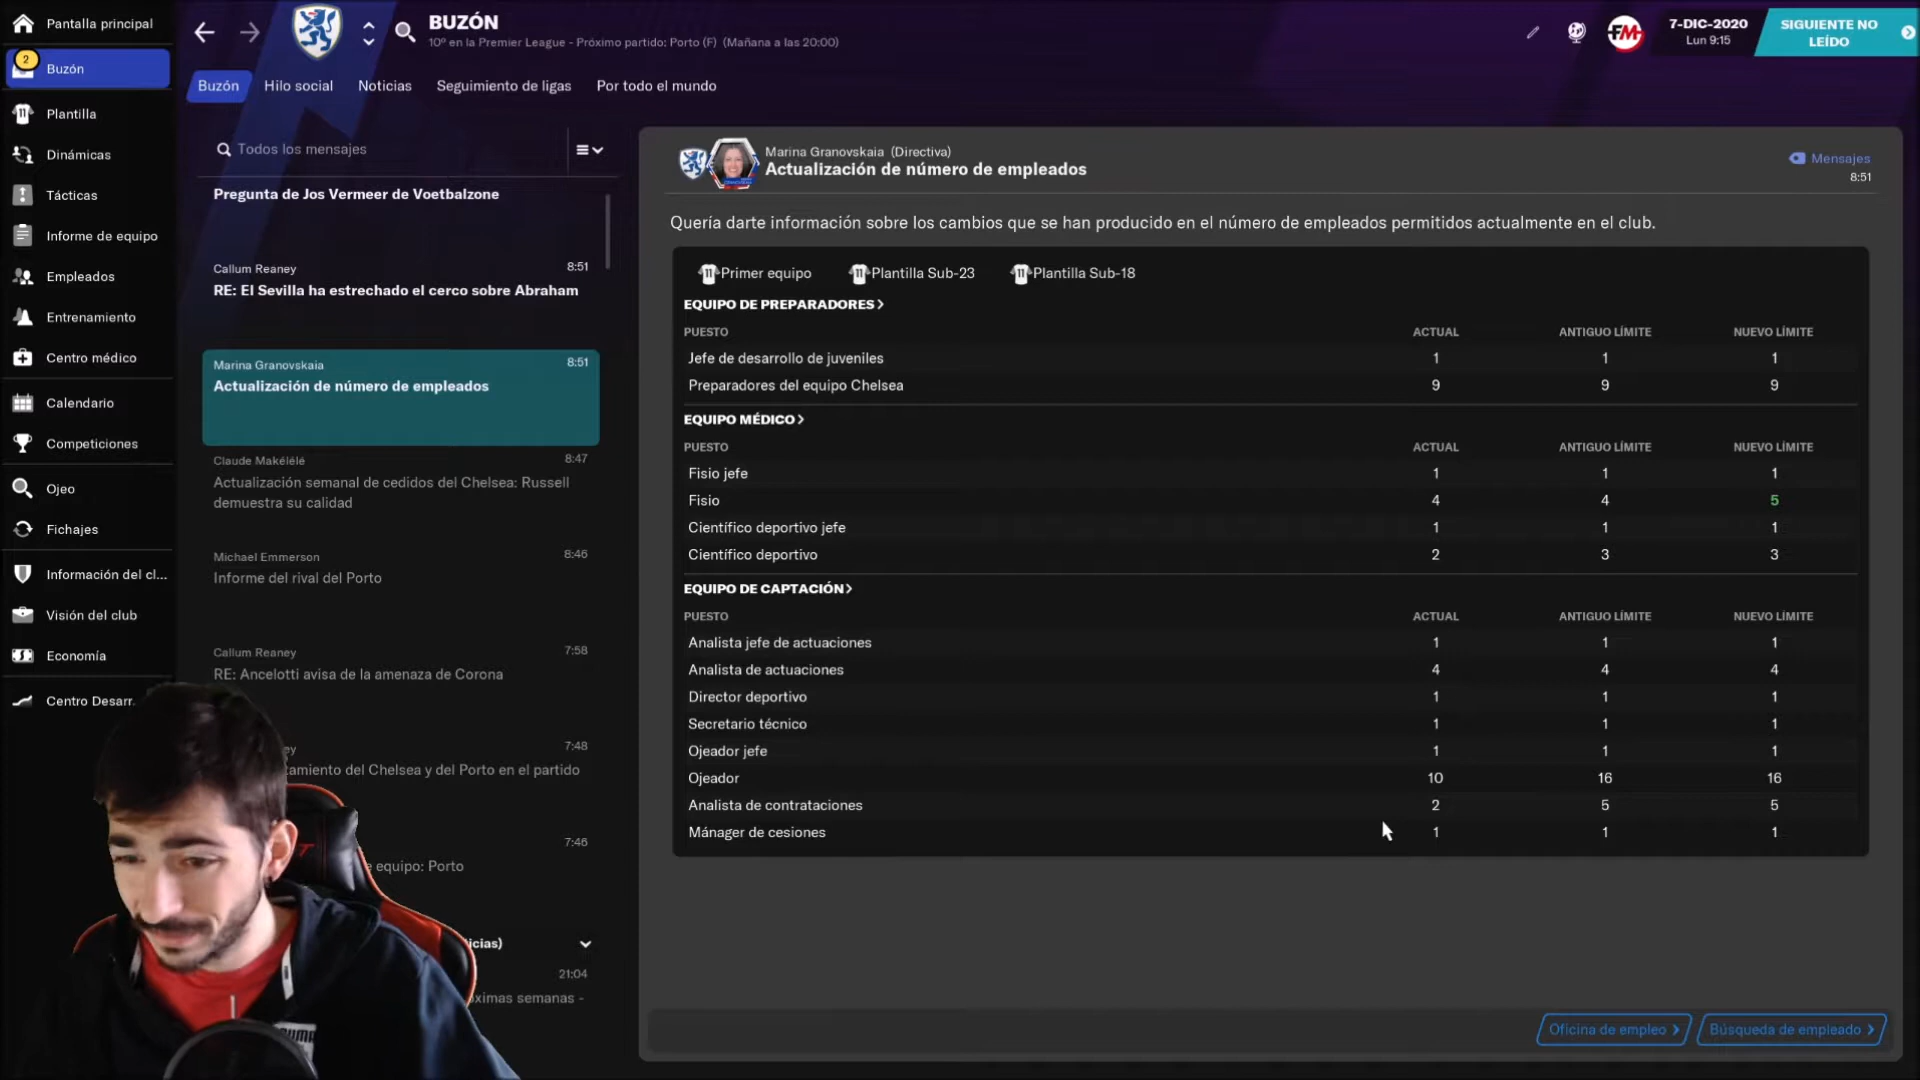 Pantalla principal
2
Buzón
Plantilla
Dinámicas
Tácticas
Informe de equipo
Empleados
Entrenamiento
Centro médico
Calendario
Competiciones
Ojeo
Fichajes
Información del cl...
Visión del club
Economía
Centro Desarr
BUZÓN
10º en la Premier League - Próximo partido: Porto (F) (Mañana a las 20:00)
FM
7-DIC-2020
Lun 9:15
SIGUIENTE NO
LEÍDO
Buzón Hilo social Noticias Seguimiento de ligas Por todo el mundo
Todos los mensajes
Pregunta de Jos Vermeer de Voetbalzone
Callum Reaney 8:51
RE: El Sevilla ha estrechado el cerco sobre Abraham
Marina Granovskaia 8:51
Actualización de número de empleados
Claude Makélélé 8:47
Actualización semanal de cedidos del Chelsea: Russell
demuestra su calidad
Michael Emmerson 8:46
Informe del rival del Porto
Callum Reaney 7:58
RE: Ancelotti avisa de la amenaza de Corona
ey 7:48
tamiento del Chelsea y del Porto en el partido
7:46
e equipo: Porto
icias)
21:04
óximas semanas -
Marina Granovskaia (Directiva)
Actualización de número de empleados
Mensajes
8:51
Quería darte información sobre los cambios que se han producido en el número de empleados permitidos actualmente en el club.
11 Primer equipo 11 Plantilla Sub-23 11 Plantilla Sub-18
EQUIPO DE PREPARADORES >
PUESTO ACTUAL ANTIGUO LÍMITE NUEVO LÍMITE
Jefe de desarrollo de juveniles 1 1 1
Preparadores del equipo Chelsea 9 9 9
EQUIPO MÉDICO >
PUESTO ACTUAL ANTIGUO LÍMITE NUEVO LÍMITE
Fisio jefe 1 1 1
Fisio 4 4 5
Científico deportivo jefe 1 1 1
Científico deportivo 2 3 3
EQUIPO DE CAPTACIÓN >
PUESTO ACTUAL ANTIGUO LÍMITE NUEVO LÍMITE
Analista jefe de actuaciones 1 1 1
Analista de actuaciones 4 4 4
Director deportivo 1 1 1
Secretario técnico 1 1 1
Ojeador jefe 1 1 1
Ojeador 10 16 16
Analista de contrataciones 2 5 5
Mánager de cesiones 1 1 1
Oficina de empleo > Búsqueda de empleado >